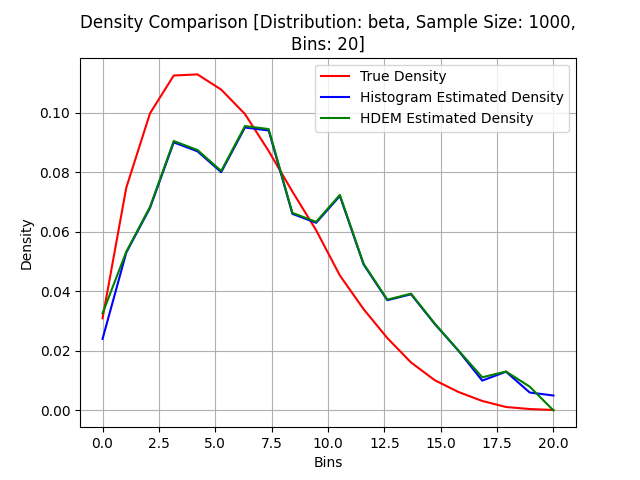 Density Comparison [Distribution: beta, Sample Size: 1000,
Bins: 20]
True Density
Histogram Estimated Density
HDEM Estimated Density
Density
0.10
0.08
0.06
0.04
0.02
0.00
0.0 2.5 5.0 7.5 10.0 12.5 15.0 17.5 20.0
Bins